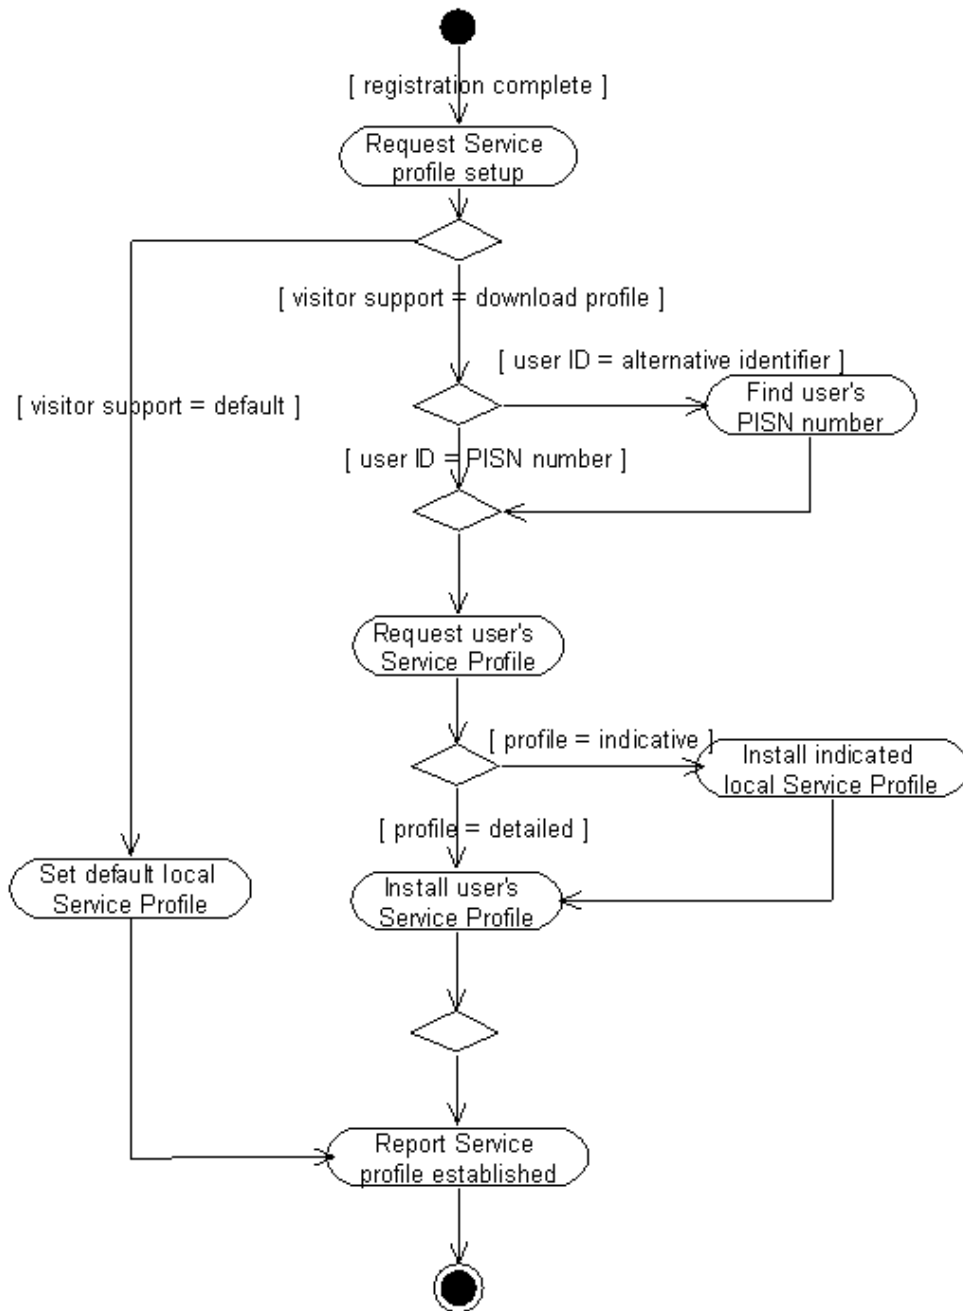 [ registration complete ]
Request Service
profile setup
[ visitor support = download profile ]
[ user ID = alternative identifier ]
Find user's
PISN number
[ visitor support = default ]
[ user ID = PISN number ]
Request user's
Service Profile
[ profile = indicative ]
Install indicated
local Service Profile
[ profile = detailed ]
Set default local
Service Profile
Install user's
Service Profile
Report Service
profile established